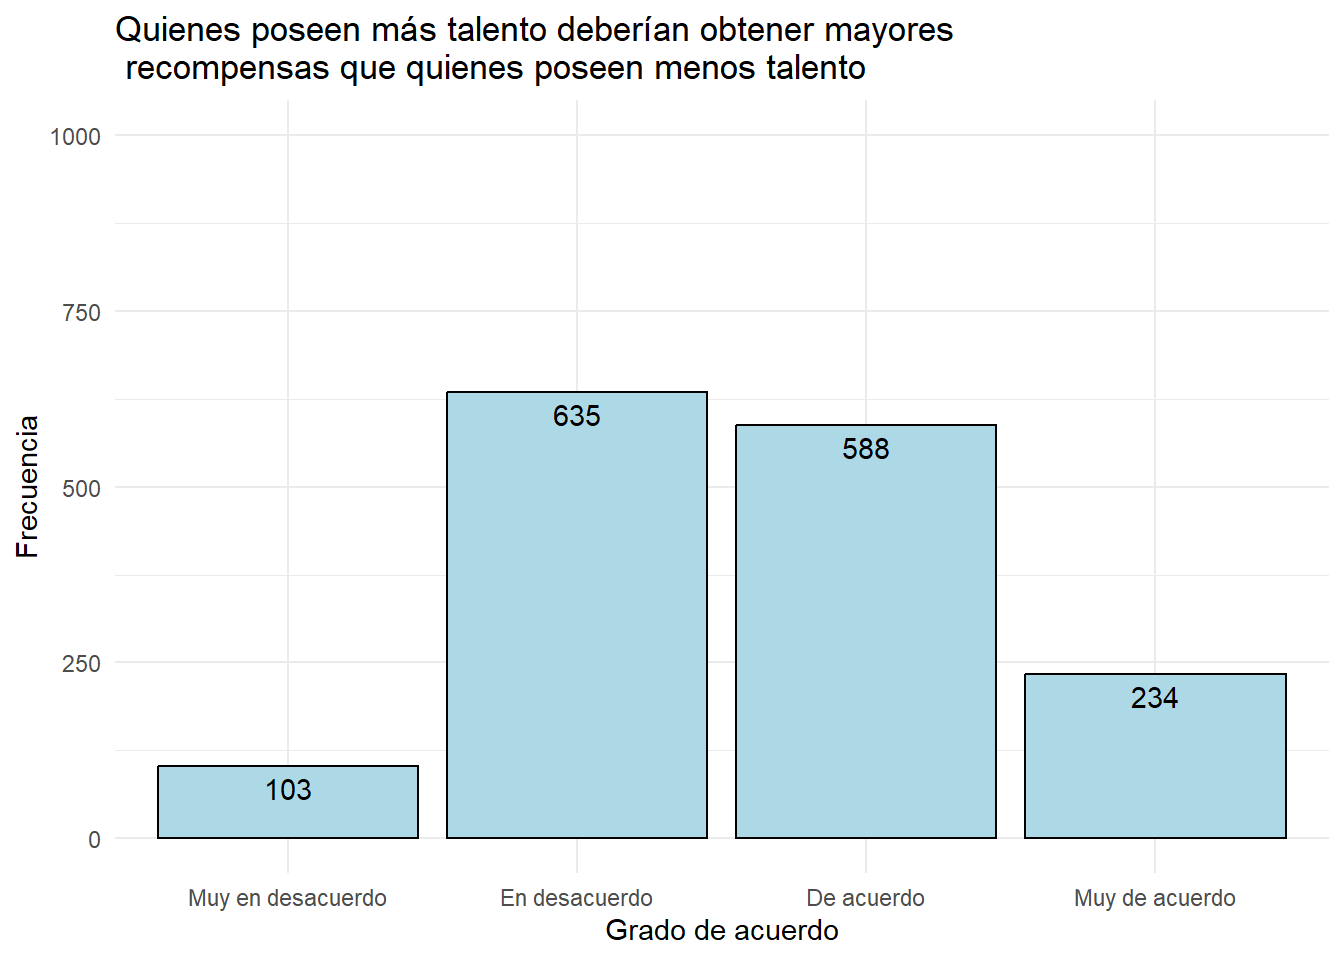 Quienes poseen más talento deberían obtener mayores
recompensas que quienes poseen menos talento
1000
750
500
250
0
Frecuencia
103
635
588
234
Muy en desacuerdo
En desacuerdo
De acuerdo
Muy de acuerdo
Grado de acuerdo